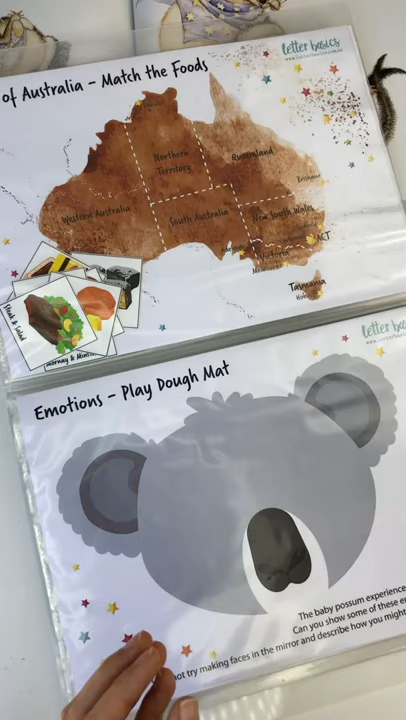 of Australia - Match the Foods
letter basics
Northern
Territory
Queensland
Brisbane
Western Australia
South Australia
New South Wales
ACT
Victoria
Tasmania
Steak & Salad
Emotions - Play Dough Mat
letter ba
The baby possum experience
Can you show some of these
not try making faces in the mirror and describe how you might